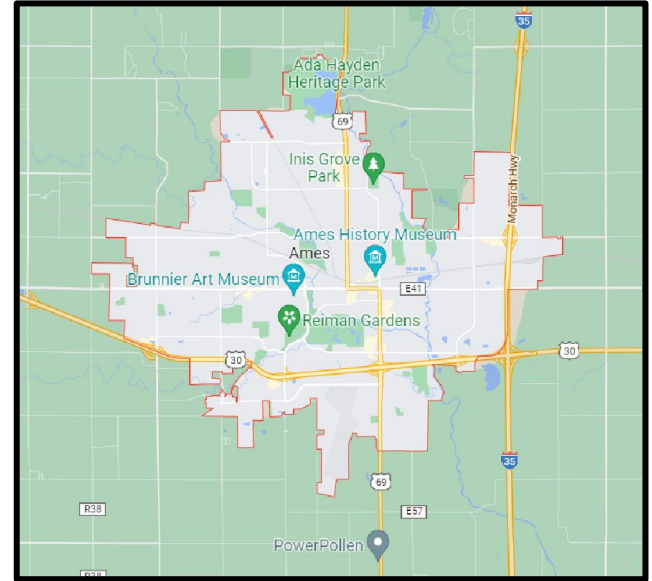 35
Ada Hayden
Heritage Park
69
Inis Grove
Park
Monarch Hwy
Ames History Museum
Ames
Brunnier Art Museum
E41
Reiman Gardens
30
30
35
69
R38
E57
PowerPollen
R38